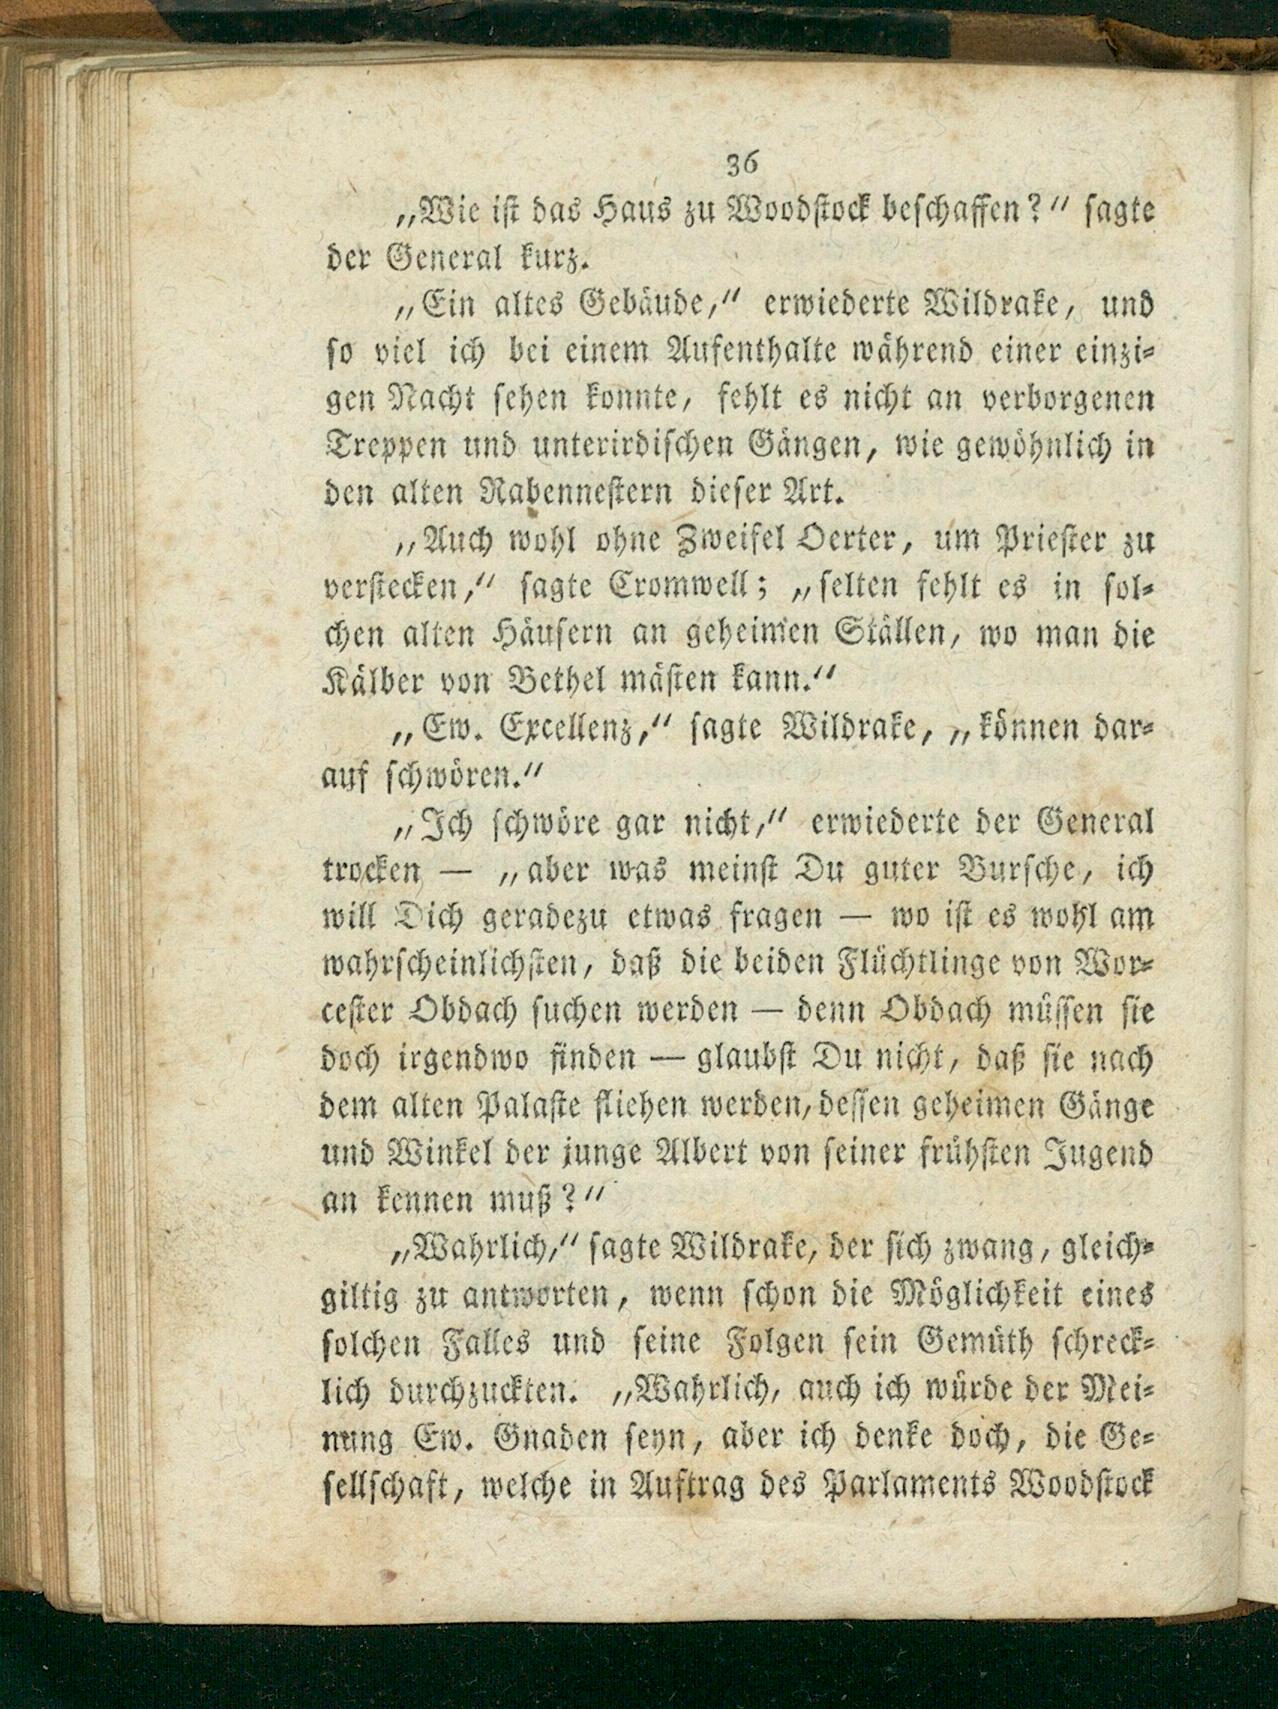 36
„Wie ist das Haus zu Woodstock beschaffen?“ sagte
der General kurz.
„Ein altes Gebäude,“ erwiederte Wildrake, und
so viel ich bei einem Aufenthalte während einer einzi-
gen Nacht sehen konnte, fehlt es nicht an verborgenen
Treppen und unterirdischen Gängen, wie gewöhnlich in
den alten Rabennestern dieser Art.
„Auch wohl ohne Zweifel Oerter, um Priester zu
verstecken,“ sagte Cromwell; „selten fehlt es in sol-
chen alten Häusern an geheimen Ställen, wo man die
Kälber von Bethel mästen kann.“
„Ew. Excellenz,“ sagte Wildrake, „können dar-
auf schwören.“
„Ich schwöre gar nicht,“ erwiederte der General
trocken — „aber was meinst Du guter Bursche, ich
will Dich geradezu etwas fragen — wo ist es wohl am
wahrscheinlichsten, daß die beiden Flüchtlinge von Wor-
cester Obdach suchen werden — denn Obdach müssen sie
doch irgendwo finden — glaubst Du nicht, daß sie nach
dem alten Palaste fliehen werden, dessen geheimen Gänge
und Winkel der junge Albert von seiner frühsten Jugend
an kennen muß?“
„Wahrlich,“ sagte Wildrake, der sich zwang, gleich-
giltig zu antworten, wenn schon die Möglichkeit eines
solchen Falles und seine Folgen sein Gemüth schreck-
lich durchzuckten. „Wahrlich, auch ich würde der Mei-
nung Ew. Gnaden seyn, aber ich denke doch, die Ge-
sellschaft, welche in Auftrag des Parlaments Woodstock